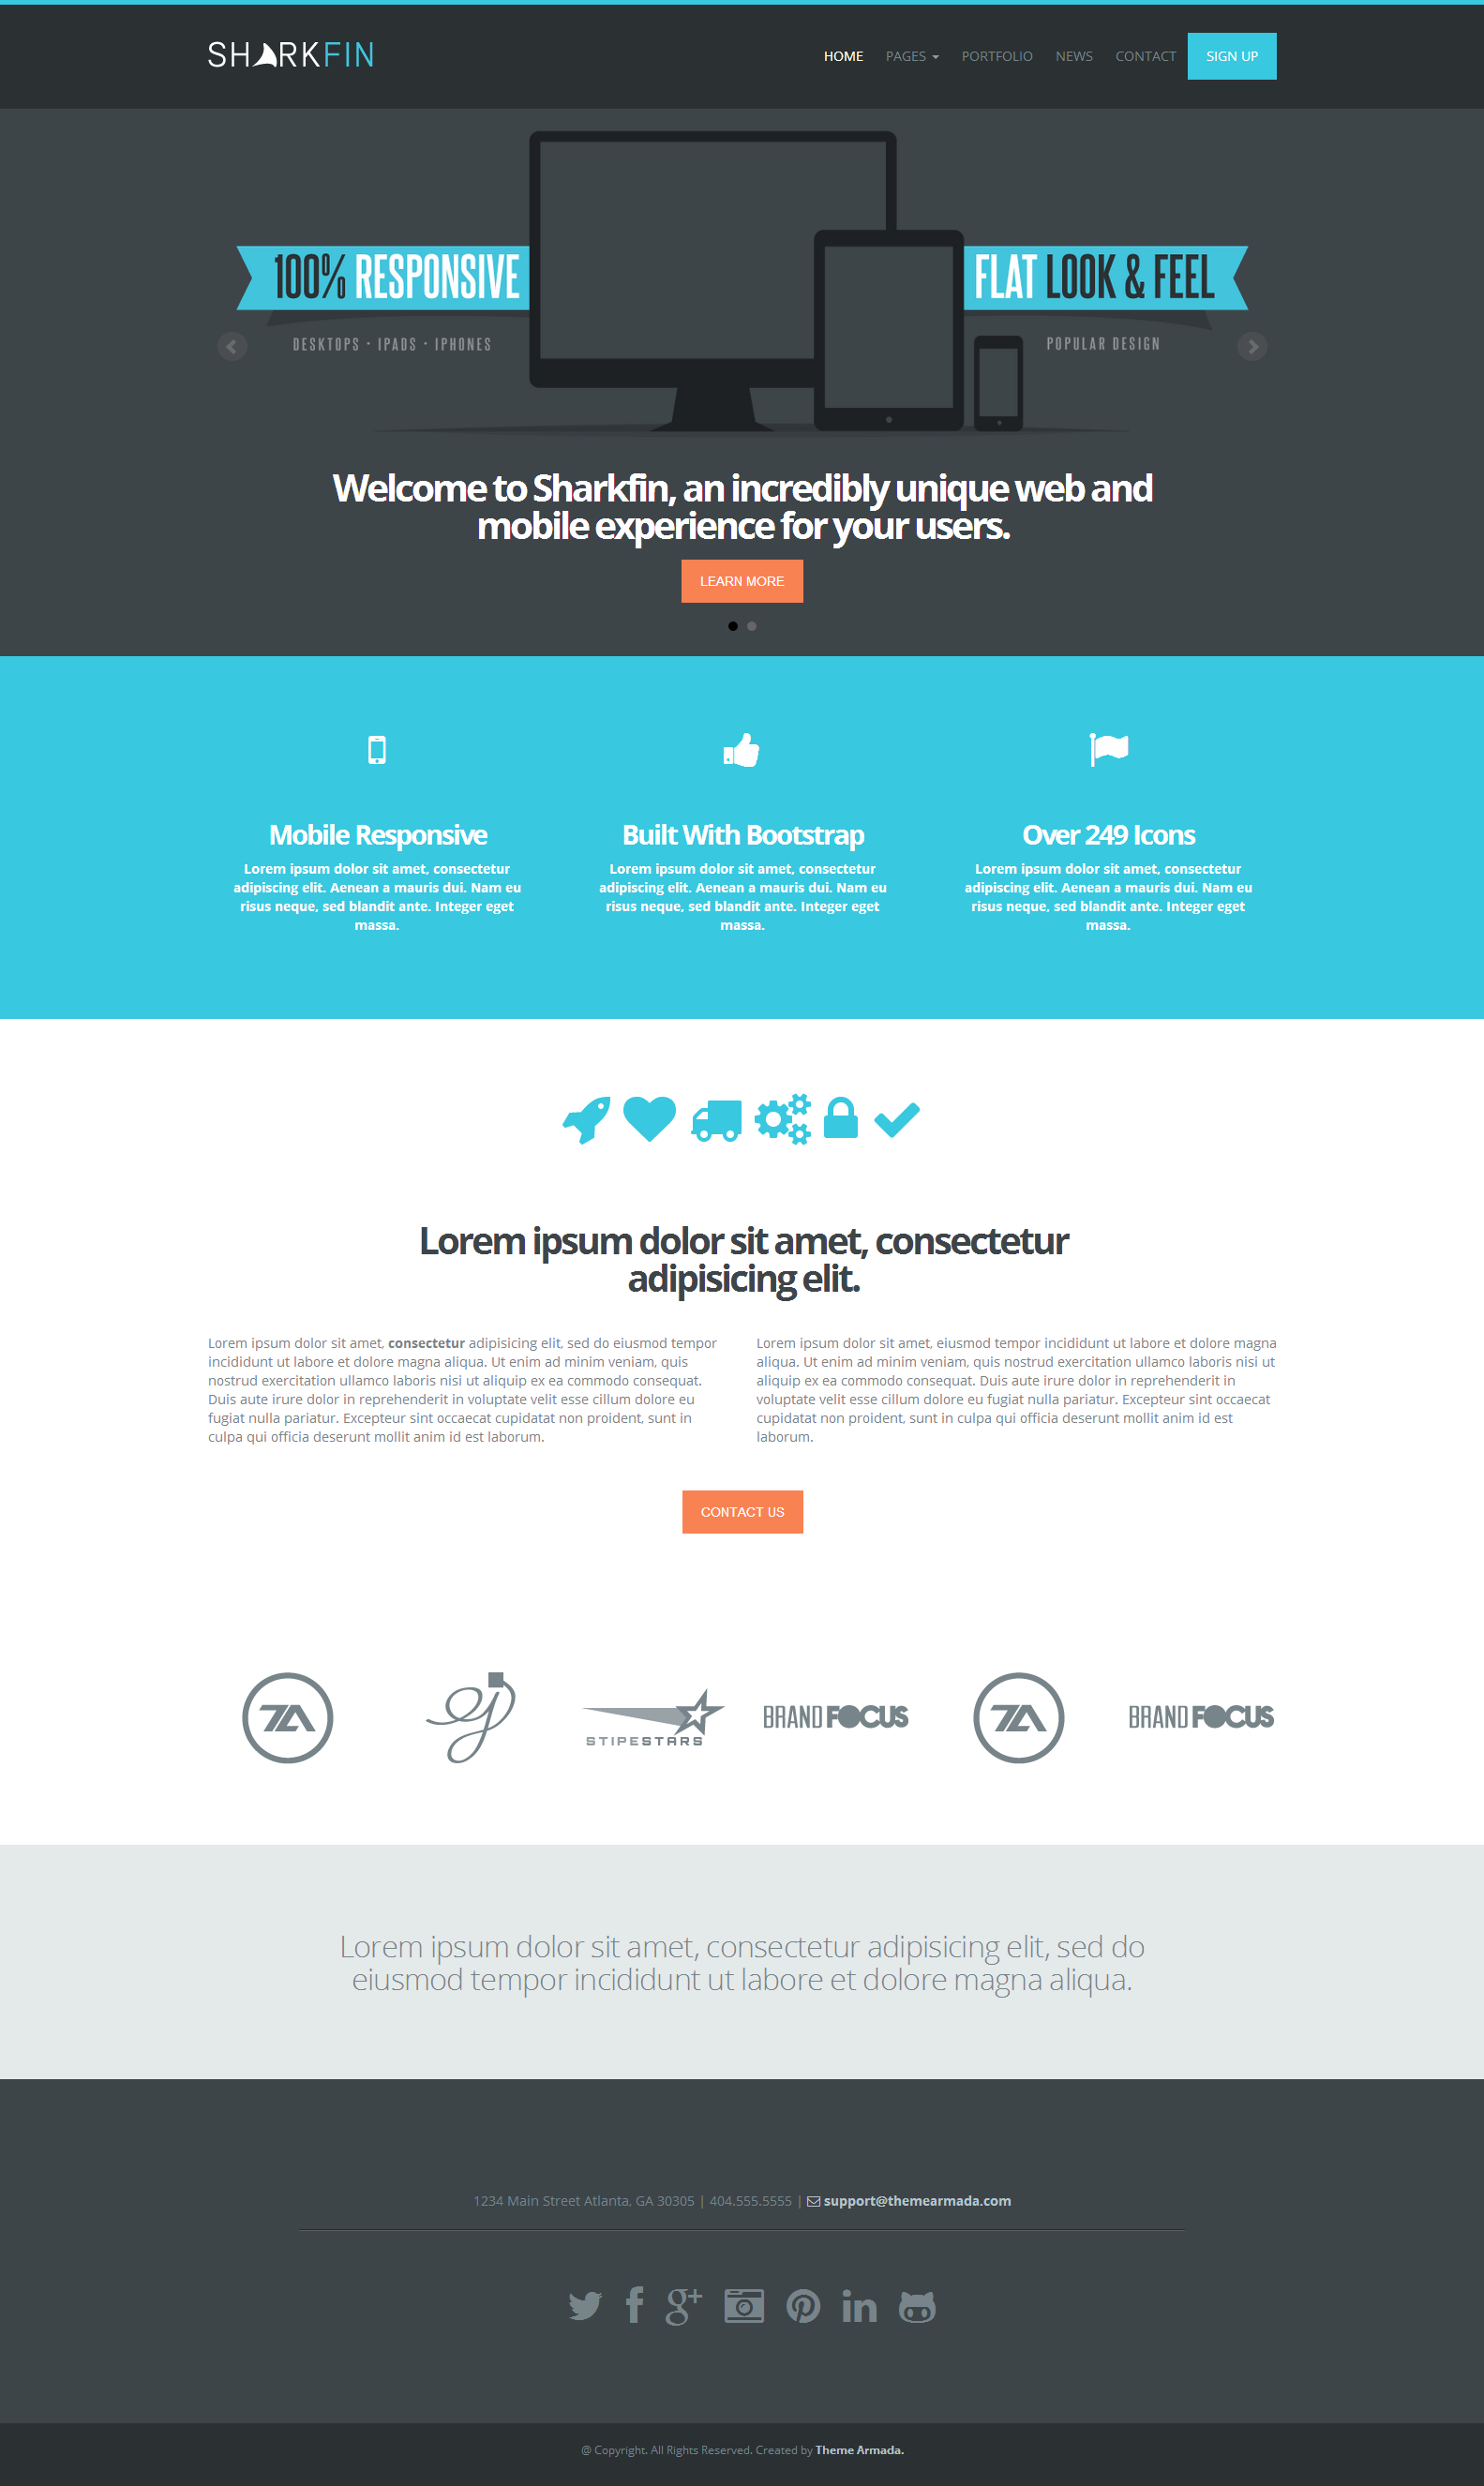 SHARKFIN
HOME PAGES PORTFOLIO NEWS CONTACT SIGN UP
100% RESPONSIVE
FLAT LOOK & FEEL
DESKTOPS · IPADS · IPHONES
POPULAR DESIGN
Welcome to Sharkfin, an incredibly unique web and
mobile experience for your users.
LEARN MORE
Mobile Responsive
Lorem ipsum dolor sit amet, consectetur
adipiscing elit. Aenean a mauris dui. Nam eu
risus neque, sed blandit ante. Integer eget
massa.
Built With Bootstrap
Lorem ipsum dolor sit amet, consectetur
adipiscing elit. Aenean a mauris dui. Nam eu
risus neque, sed blandit ante. Integer eget
massa.
Over 249 Icons
Lorem ipsum dolor sit amet, consectetur
adipiscing elit. Aenean a mauris dui. Nam eu
risus neque, sed blandit ante. Integer eget
massa.
Lorem ipsum dolor sit amet, consectetur
adipisicing elit.
Lorem ipsum dolor sit amet, consectetur adipisicing elit, sed do eiusmod tempor
incididunt ut labore et dolore magna aliqua. Ut enim ad minim veniam, quis
nostrud exercitation ullamco laboris nisi ut aliquip ex ea commodo consequat.
Duis aute irure dolor in reprehenderit in voluptate velit esse cillum dolore eu
fugiat nulla pariatur. Excepteur sint occaecat cupidatat non proident, sunt in
culpa qui officia deserunt mollit anim id est laborum.
Lorem ipsum dolor sit amet, eiusmod tempor incididunt ut labore et dolore magna
aliqua. Ut enim ad minim veniam, quis nostrud exercitation ullamco laboris nisi ut
aliquip ex ea commodo consequat. Duis aute irure dolor in reprehenderit in
voluptate velit esse cillum dolore eu fugiat nulla pariatur. Excepteur sint occaecat
cupidatat non proident, sunt in culpa qui officia deserunt mollit anim id est
laborum.
CONTACT US
STIPESTARS
BRANDFOCUS
BRANDFOCUS
Lorem ipsum dolor sit amet, consectetur adipisicing elit, sed do
eiusmod tempor incididunt ut labore et dolore magna aliqua.
1234 Main Street Atlanta, GA 30305 | 404.555.5555 | support@themearmada.com
@ Copyright. All Rights Reserved. Created by Theme Armada.